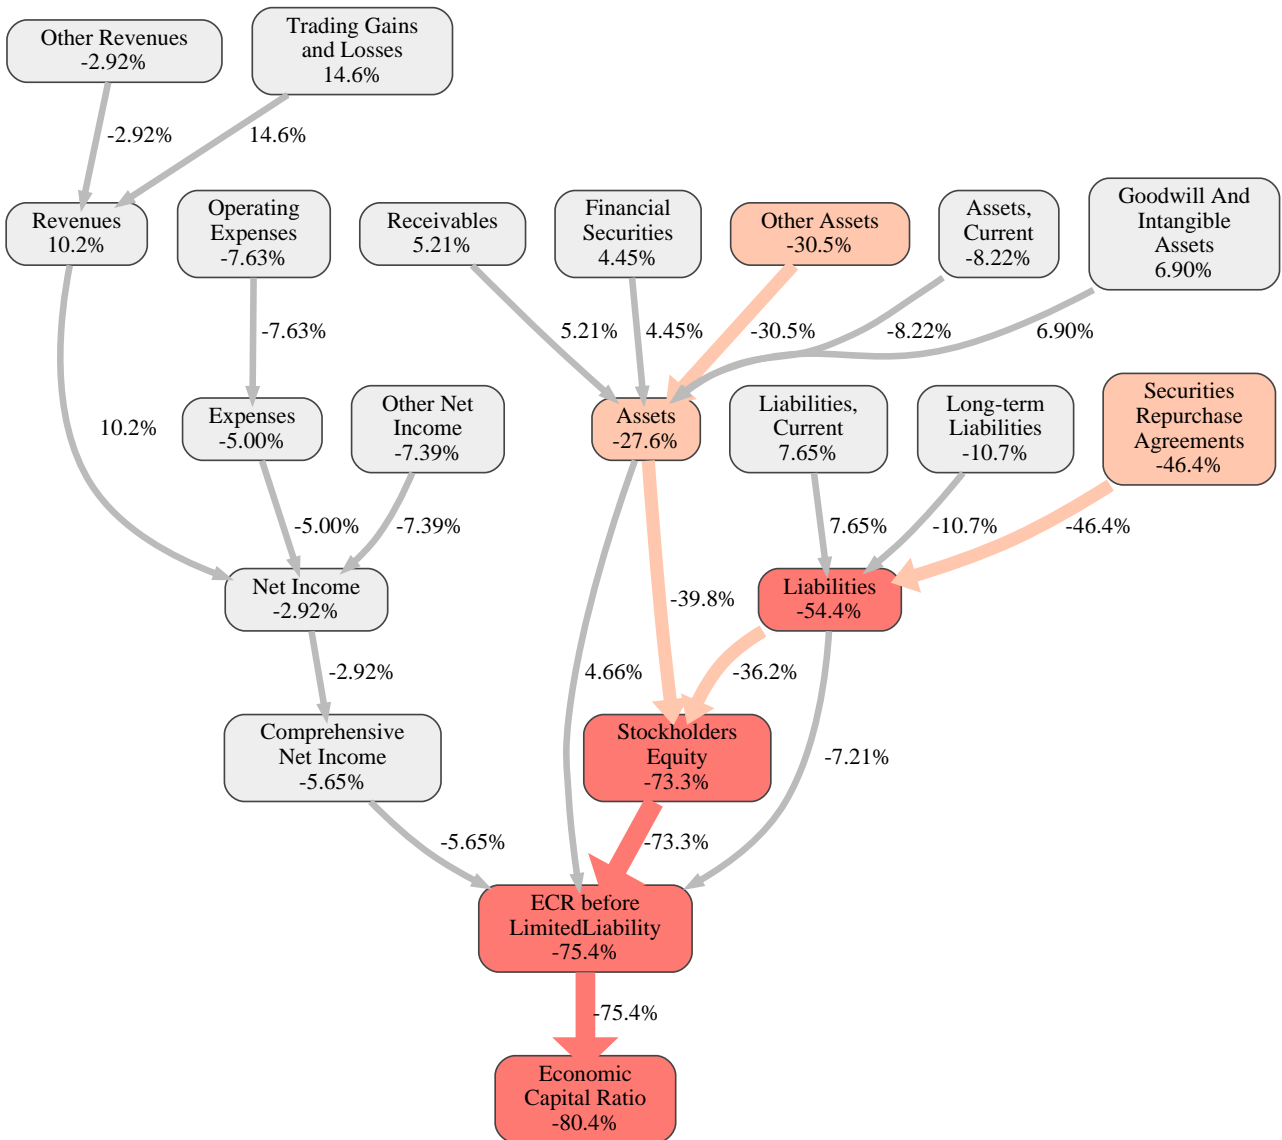 Other Revenues
-2.92%
Trading Gains
and Losses
14.6%
-2.92%
14.6%
Revenues
10.2%
Operating
Expenses
-7.63%
Receivables
5.21%
Financial
Securities
4.45%
Other Assets
-30.5%
Assets,
Current
-8.22%
Goodwill And
Intangible
Assets
6.90%
-7.63%
5.21%
4.45%
-30.5%
-8.22%
6.90%
10.2%
Expenses
-5.00%
Other Net
Income
-7.39%
Assets
-27.6%
Liabilities,
Current
7.65%
Long-term
Liabilities
-10.7%
Securities
Repurchase
Agreements
-46.4%
-5.00%
-7.39%
7.65%
-10.7%
-46.4%
Net Income
-2.92%
-39.8%
Liabilities
-54.4%
-2.92%
4.66%
-36.2%
Comprehensive
Net Income
-5.65%
Stockholders
Equity
-73.3%
-7.21%
-5.65%
-73.3%
ECR before
LimitedLiability
-75.4%
-75.4%
Economic
Capital Ratio
-80.4%